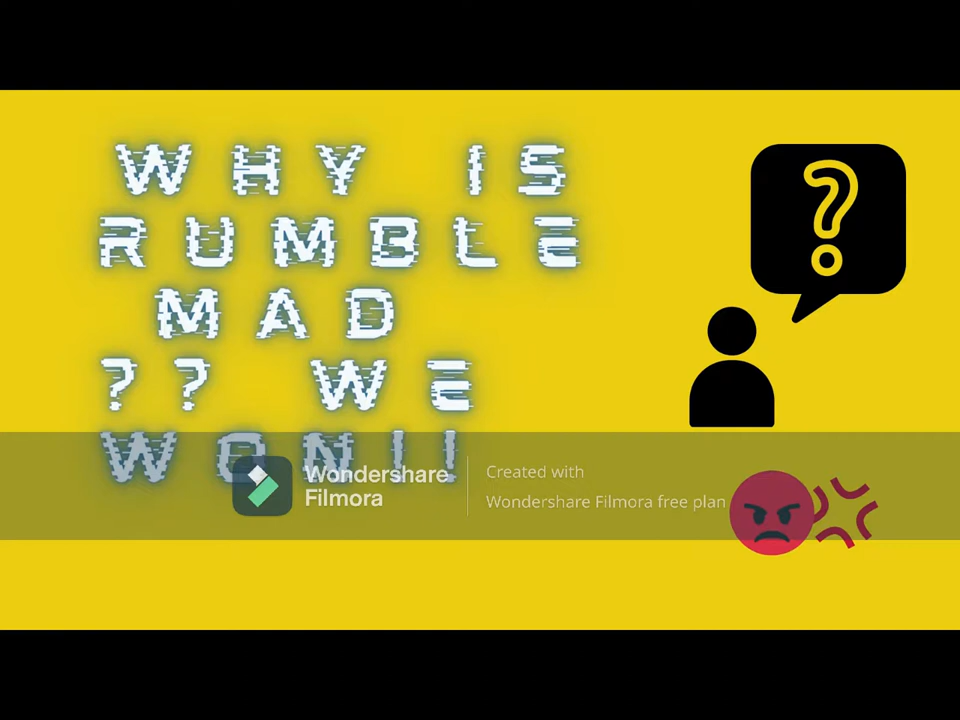 WHY IS
RUMBLE
MAD
?? WE
WON!!
?
Wondershare
Filmora
Created with
Wondershare Filmora free plan